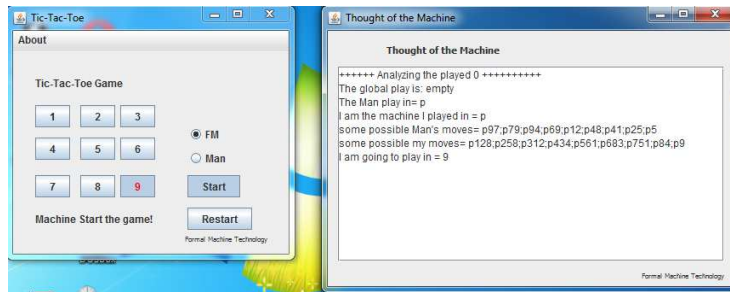 Tic-Tac-Toe
About
Tic-Tac-Toe Game
1 2 3
4 5 6
7 8 9
FM
Man
Start
Machine Start the game!
Restart
Formal Machine Technology
Thought of the Machine
Thought of the Machine
++++++ Analyzing the played 0 ++++++++++
The global play is: empty
The Man play in= p
I am the machine I played in = p
some possible Man's moves= p97;p79;p94;p69;p12;p48;p41;p25;p5
some possible my moves= p128;p258;p312;p434;p561;p683;p751;p84;p9
I am going to play in = 9
Formal Machine Technology